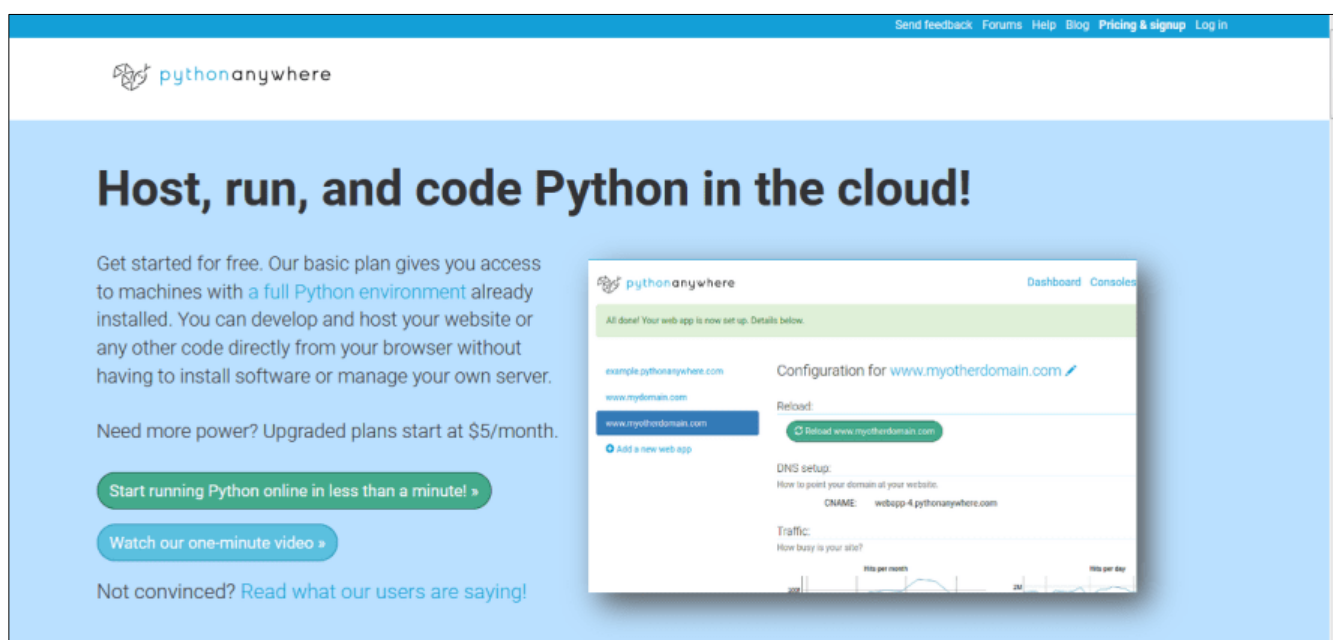 Send feedback Forums Help Blog Pricing & signup Log in
pythonanywhere
Host, run, and code Python in the cloud!
Get started for free. Our basic plan gives you access
to machines with a full Python environment already
installed. You can develop and host your website or
any other code directly from your browser without
having to install software or manage your own server.
Need more power? Upgraded plans start at $5/month.
Start running Python online in less than a minute! »
Watch our one-minute video »
Not convinced? Read what our users are saying!
pythonanywhere
Dashboard Consoles
All done! Your web app is now set up. Details below.
example.pythonanywhere.com
www.mydomain.com
www.myotherdomain.com
Add a new web app
Configuration for www.myotherdomain.com
Reload:
Reload www.myotherdomain.com
DNS setup:
How to point your domain at your website.
CNAME: webapp-4.pythonanywhere.com
Traffic:
How busy is your site?
Hits per month
Hits per day